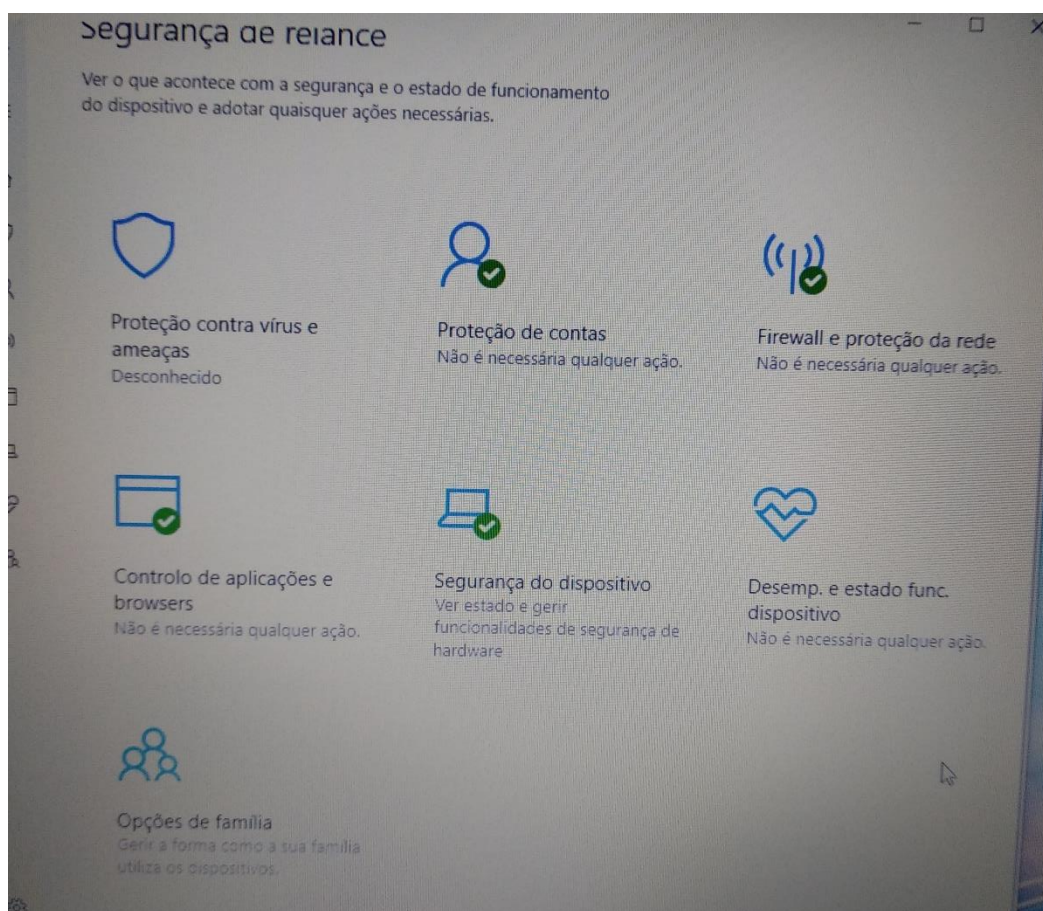 Segurança de relance
Ver o que acontece com a segurança e o estado de funcionamento
do dispositivo e adotar quaisquer ações necessárias.
Proteção contra vírus e
ameaças
Desconhecido
Proteção de contas
Não é necessária qualquer ação.
Firewall e proteção da rede
Não é necessária qualquer ação.
Controlo de aplicações e
browsers
Não é necessária qualquer ação.
Segurança do dispositivo
Ver estado e gerir
funcionalidades de segurança de
hardware
Desemp. e estado func.
dispositivo
Não é necessária qualquer ação.
Opções de família
Gerir a forma como a sua família
utiliza os dispositivos.